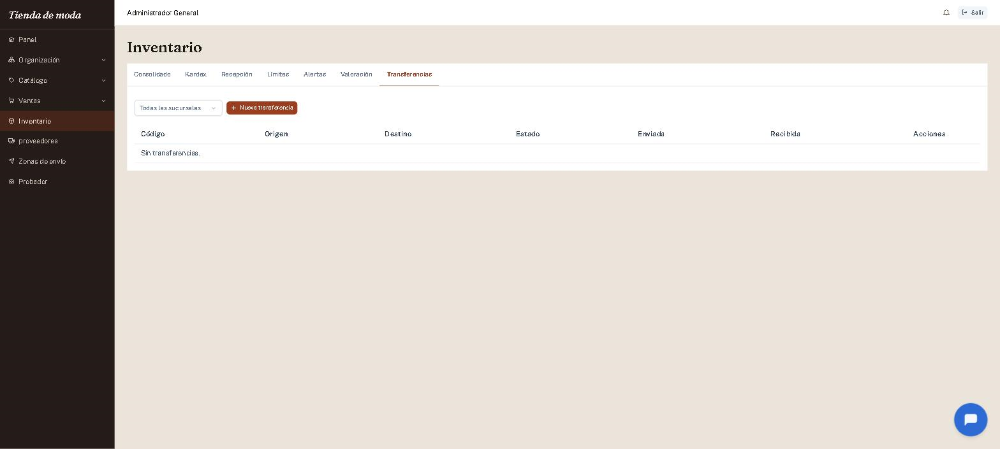 Tienda de moda
Administrador General
Salir
Panel
Organización
Catálogo
Ventas
Inventario
proveedores
Zonas de envío
Probador
Inventario
Consolidado Kardex Recepción Límites Alertas Valoración Transferencias
Todas las sucursales + Nueva transferencia
Código Origen Destino Estado Enviada Recibida Acciones
Sin transferencias.